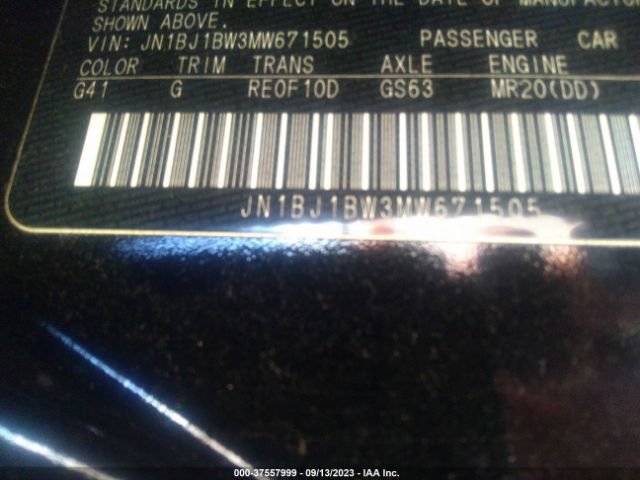 STANDARDS IN EFFECT ON THE DATE OF MANUFACTUR
SHOWN ABOVE.
VIN: JN1BJ1BW3MW671505 PASSENGER CAR
COLOR TRIM TRANS AXLE ENGINE
G41 G RE0F10D GS63 MR20(DD)
JN1BJ1BW3MW671505
000-37557999 - 09/13/2023 - IAA Inc.